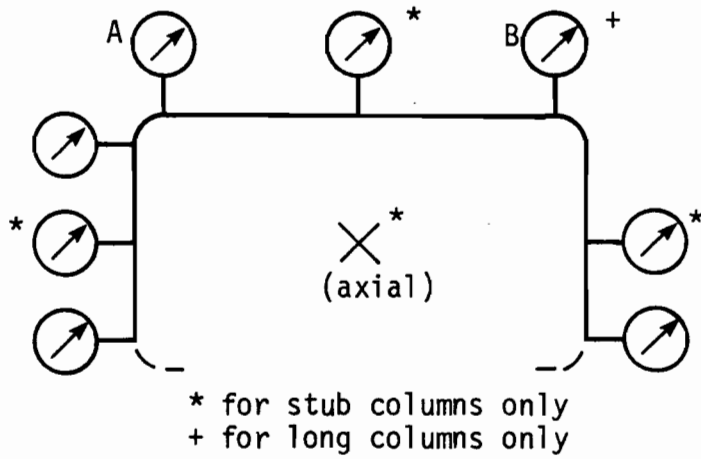 A * B +
* * *
(axial)
* for stub columns only
+ for long columns only